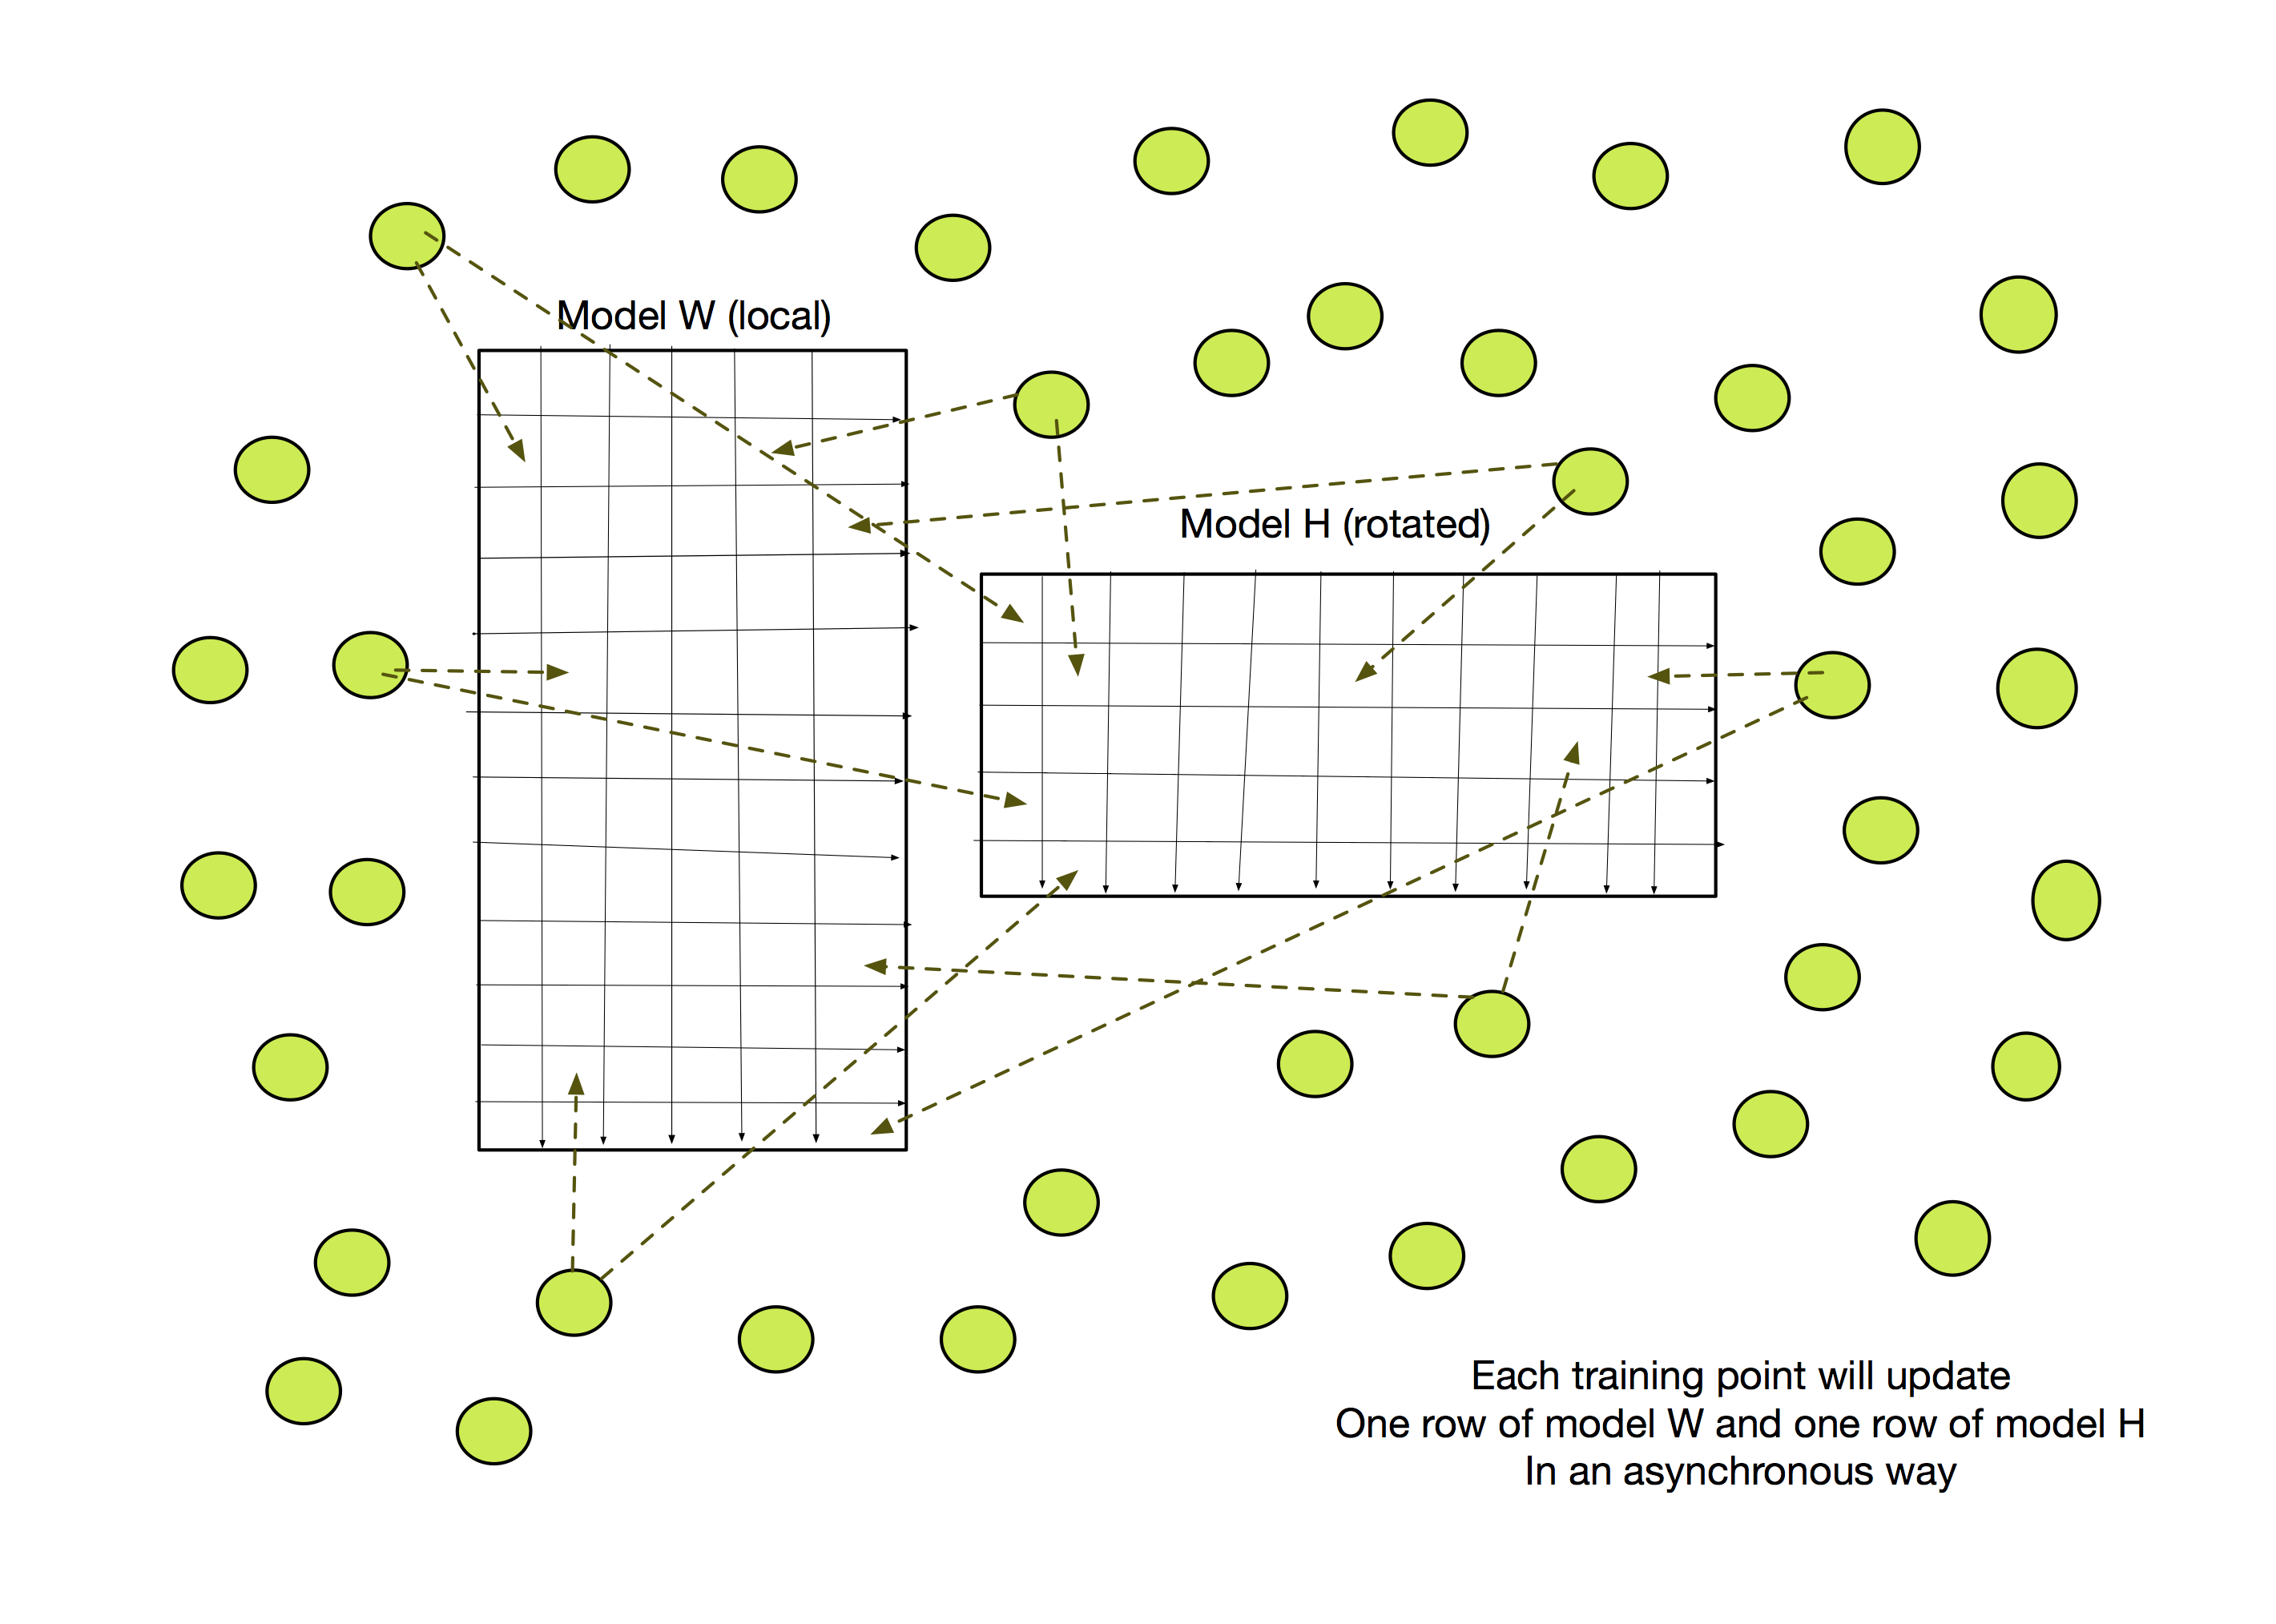 Model W (local)
Model H (rotated)
Each training point will update
One row of model W and one row of model H
In an asynchronous way